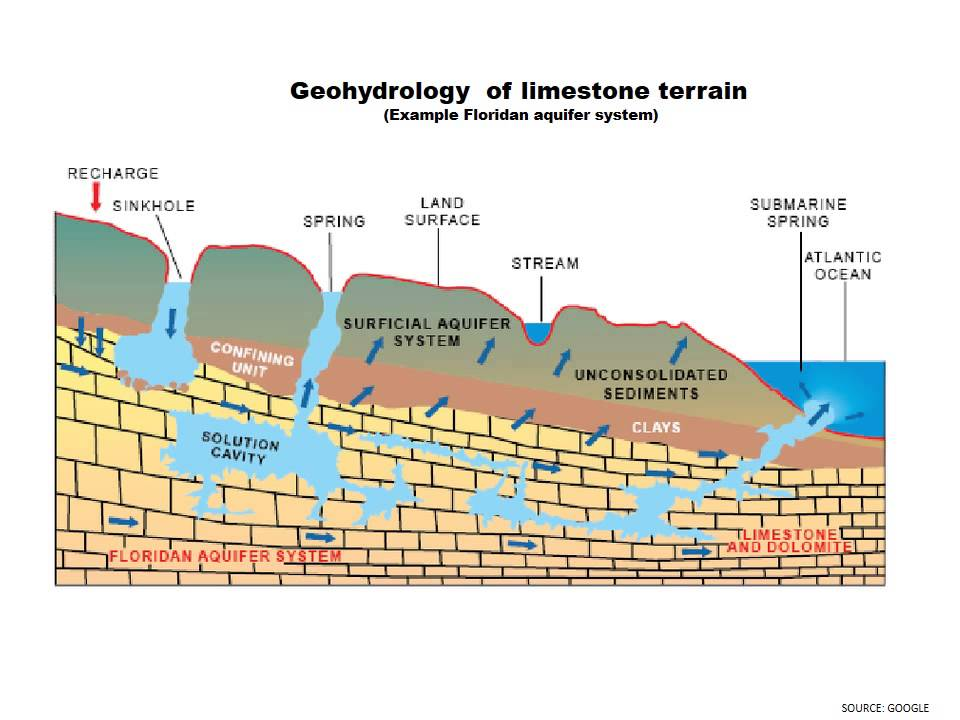 Geohydrology of limestone terrain
(Example Floridan aquifer system)
RECHARGE
SINKHOLE
SPRING
LAND
SURFACE
STREAM
SUBMARINE
SPRING
ATLANTIC
OCEAN
SURFICIAL AQUIFER
SYSTEM
CONFINING
UNIT
UNCONSOLIDATED
SEDIMENTS
CLAYS
SOLUTION
CAVITY
LIMESTONE
AND DOLOMITE
FLORIDAN AQUIFER SYSTEM
SOURCE: GOOGLE